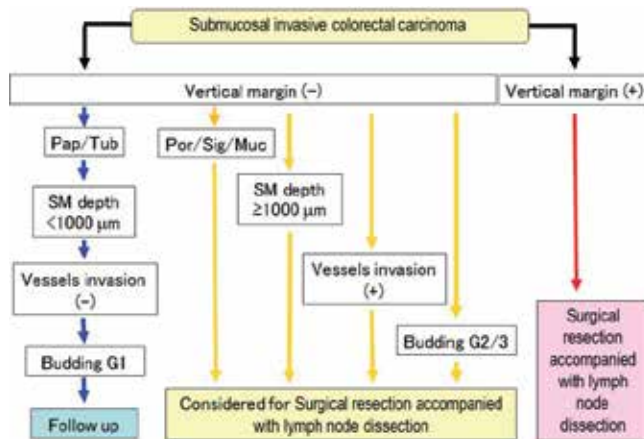 Submucosal invasive colorectal carcinoma
Vertical margin (-)
Vertical margin (+)
Pap/Tub
SM depth
<1000 μm
Vessels invasion
(-)
Budding G1
Follow up
Por/Sig/Muc
SM depth
≥1000 μm
Vessels invasion
(+)
Budding G2/3
Considered for Surgical resection accompanied
with lymph node dissection
Surgical
resection
accompanied
with lymph
node
dissection